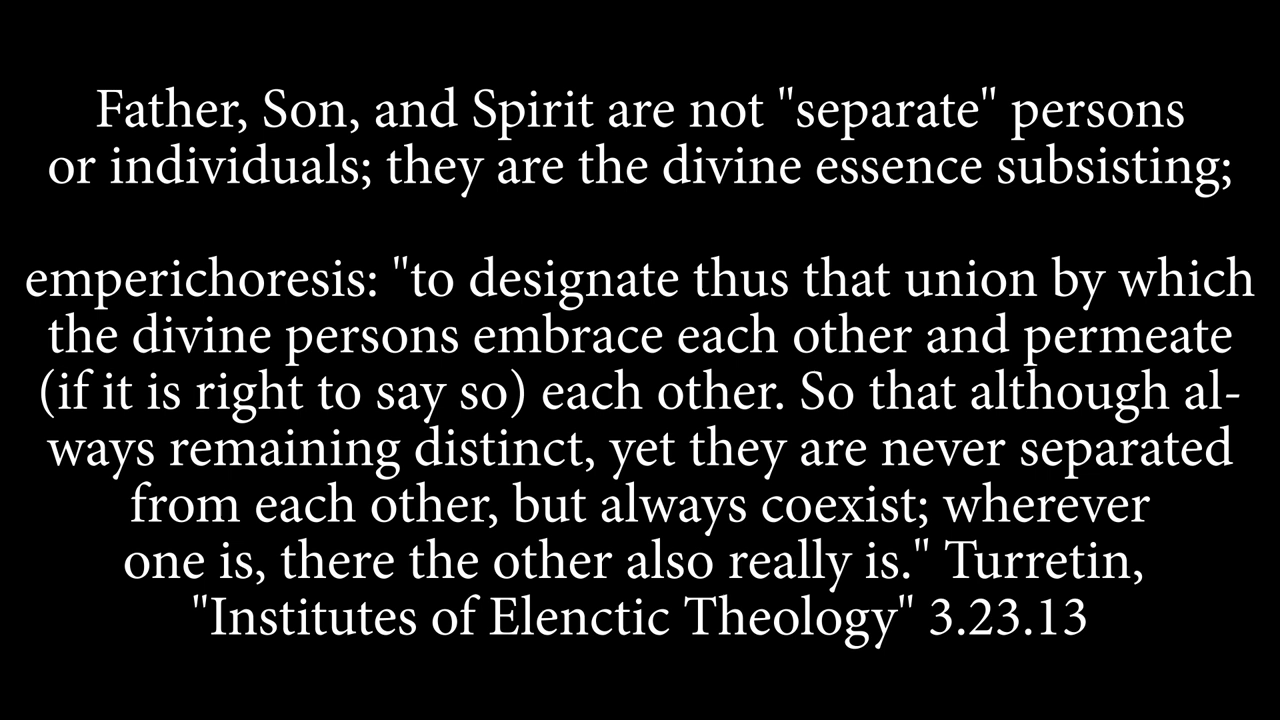 Father, Son, and Spirit are not "separate" persons
or individuals; they are the divine essence subsisting;
emperichoresis: "to designate thus that union by which
the divine persons embrace each other and permeate
(if it is right to say so) each other. So that although al-
ways remaining distinct, yet they are never separated
from each other, but always coexist; wherever
one is, there the other also really is." Turretin,
"Institutes of Elenctic Theology" 3.23.13